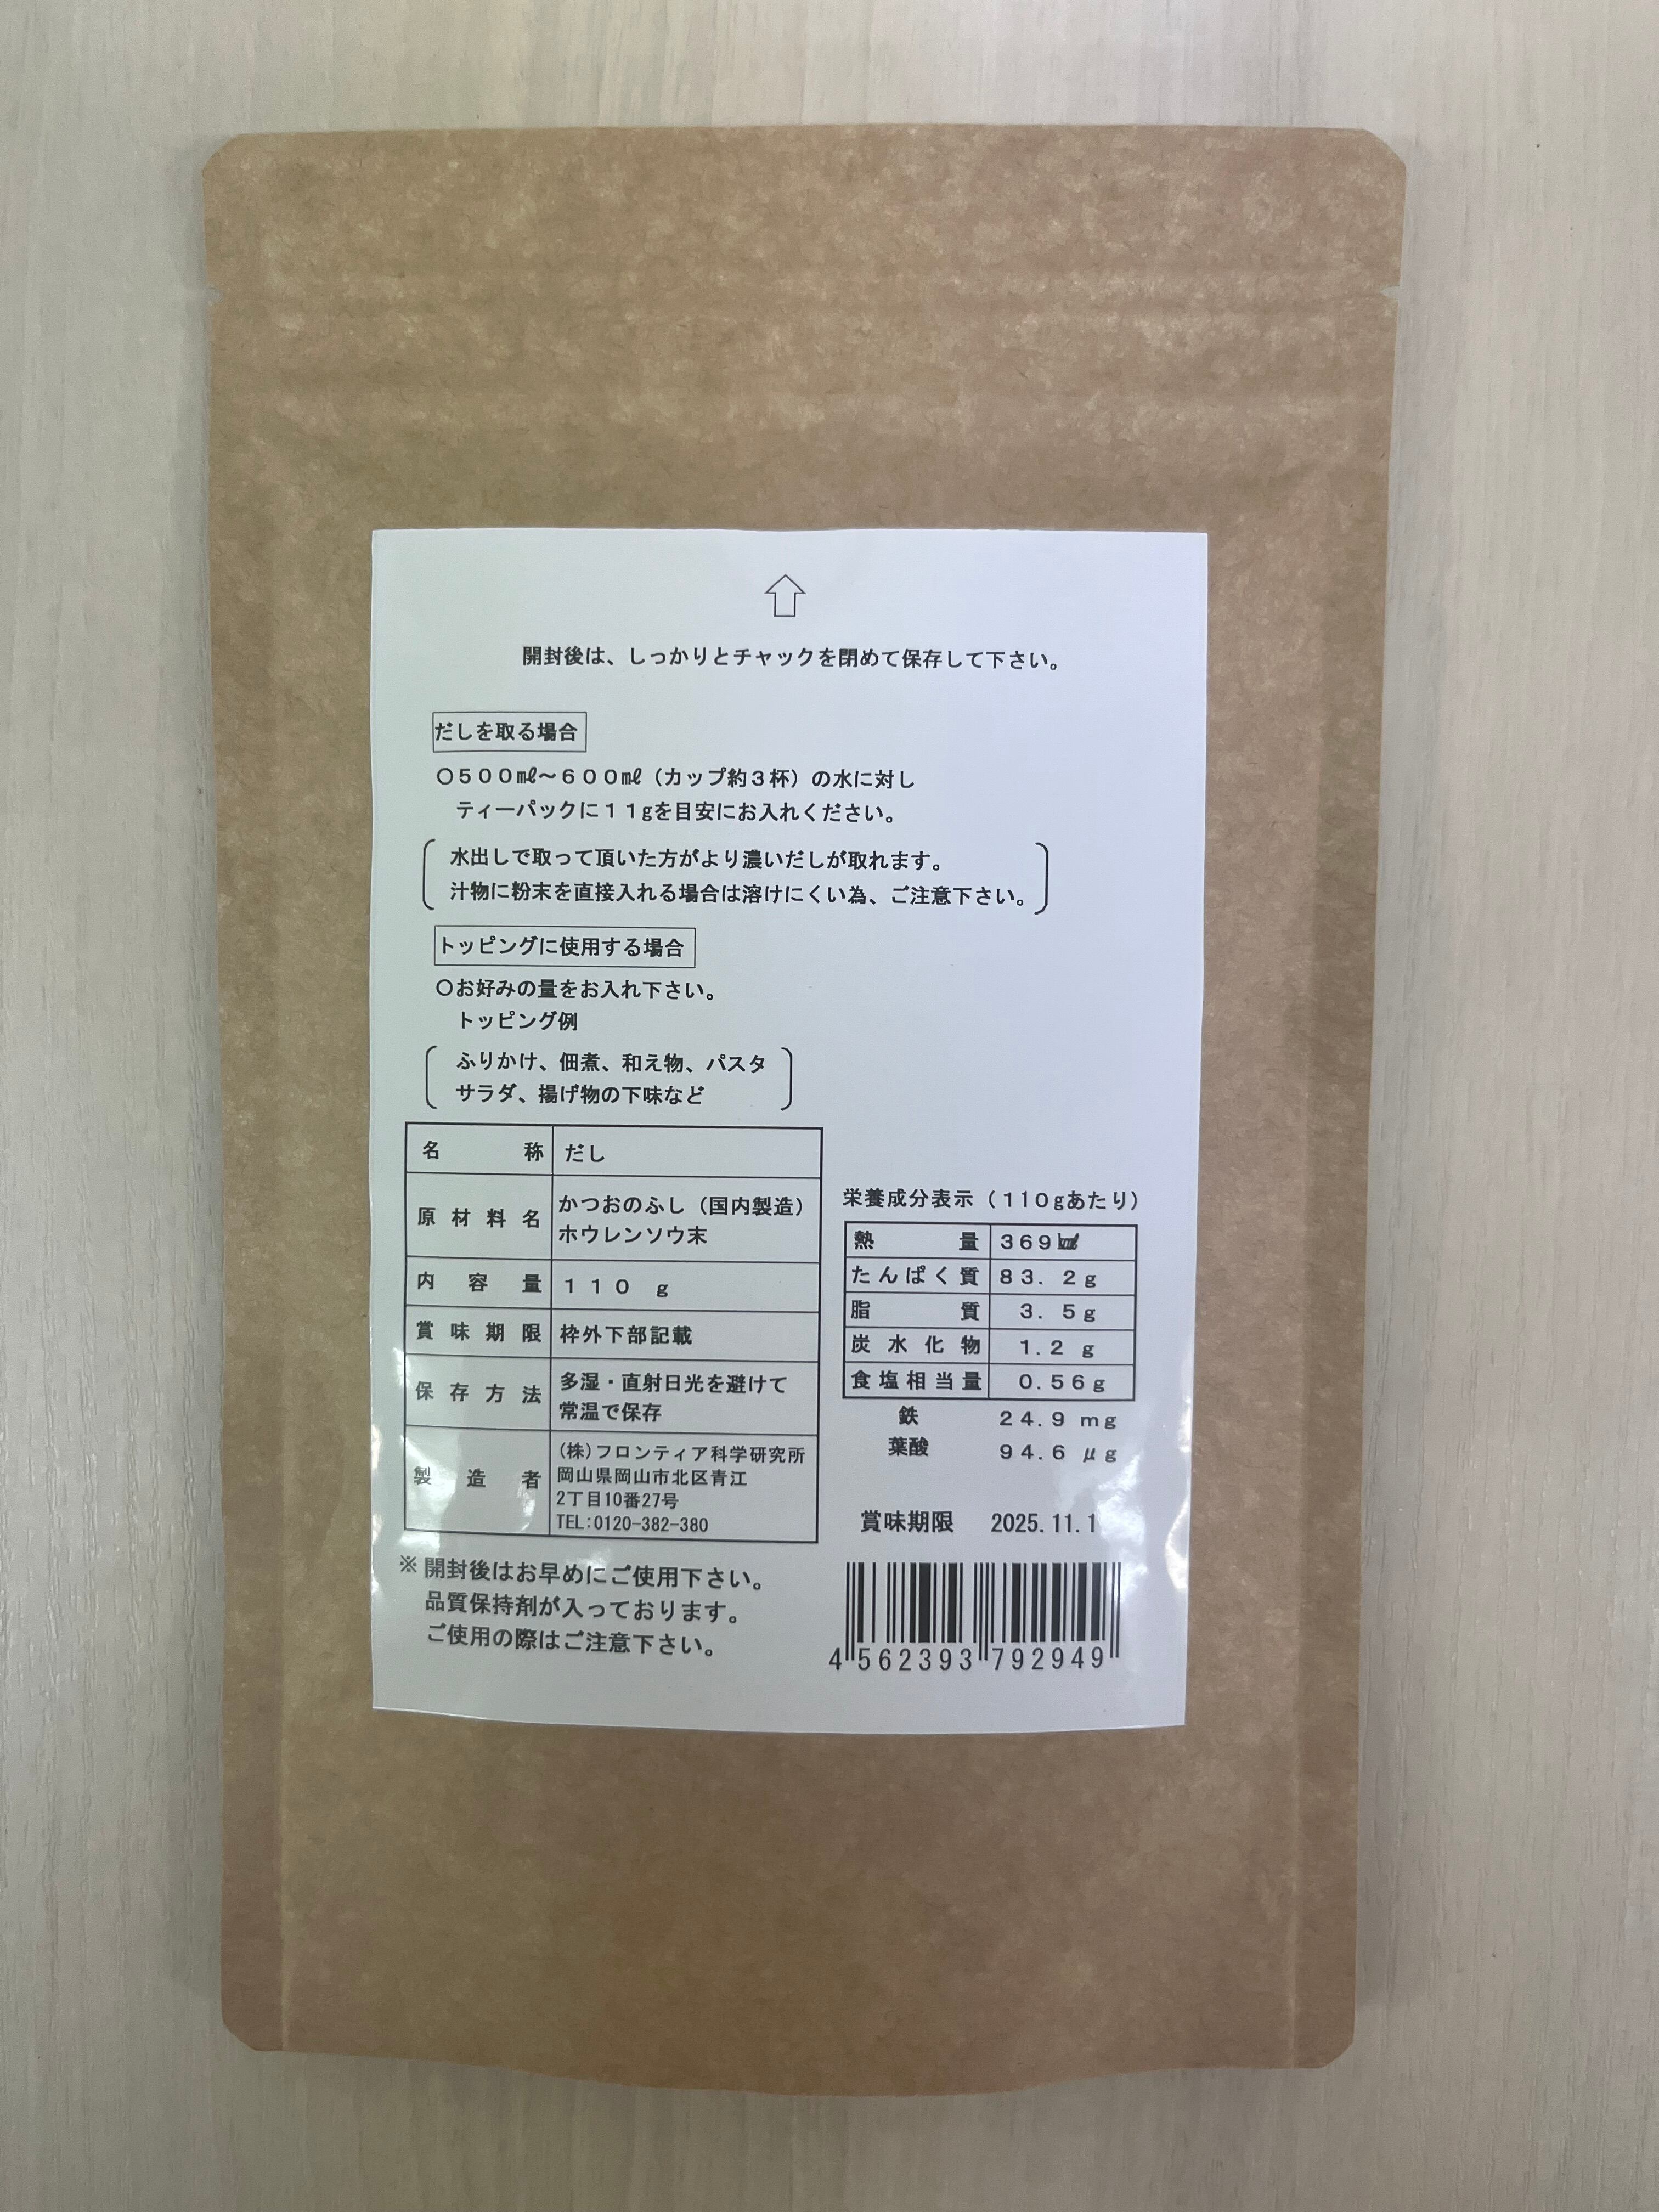 開封後は、しっかりとチャックを閉めて保存して下さい。
だしを取る場合
○５００㎖～６００㎖（カップ約３杯）の水に対し
ティーパックに１１gを目安にお入れください。
水出しで取って頂いた方がより濃いだしが取れます。
汁物に粉末を直接入れる場合は溶けにくい為、ご注意下さい。
トッピングに使用する場合
○お好みの量をお入れ下さい。
トッピング例
ふりかけ、佃煮、和え物、パスタ
サラダ、揚げ物の下味など
名称 だし
原材料名 かつおのふし（国内製造）
ホウレンソウ末
内容量 １１０ ｇ
賞味期限 枠外下部記載
保存方法 多湿・直射日光を避けて
常温で保存
製造者 (株)フロンティア科学研究所
岡山県岡山市北区青江
2丁目10番27号
TEL:0120-382-380
※開封後はお早めにご使用下さい。
品質保持剤が入っております。
ご使用の際はご注意下さい。
栄養成分表示（１１０gあたり）
熱量 ３６９㎉
たんぱく質 ８３．２ｇ
脂質 ３．５ｇ
炭水化物 １.２ ｇ
食塩相当量 ０.５６ｇ
鉄 ２４.９ ｍｇ
葉酸 ９４.６ μｇ
賞味期限 2025.11.1
4562393792949